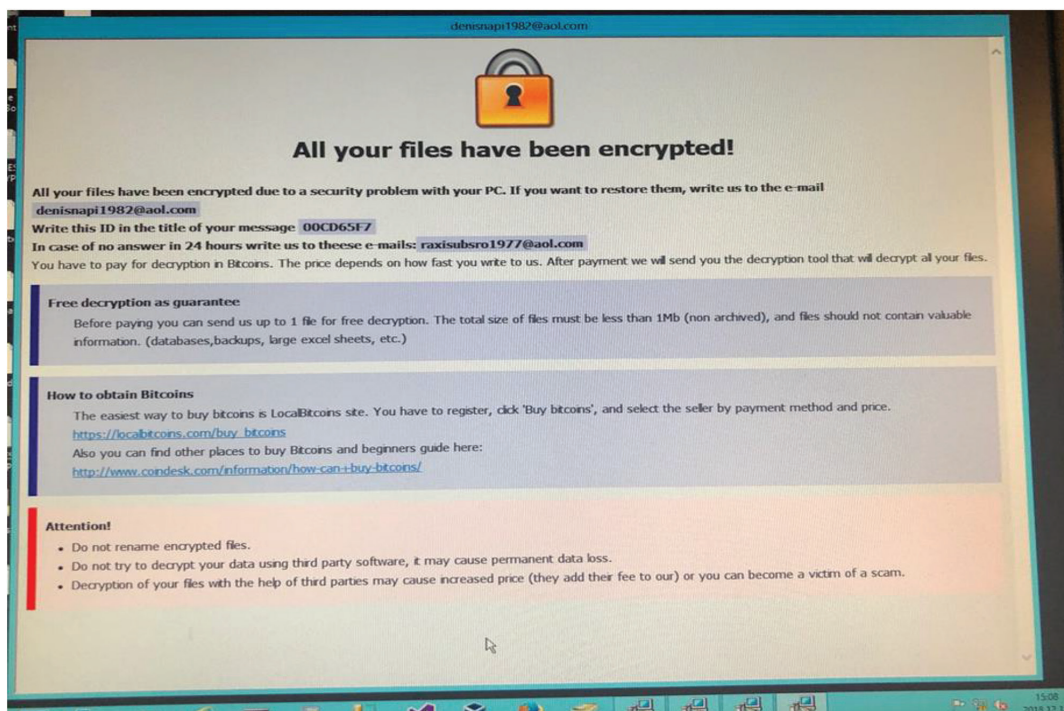 denisnapi1982@aol.com
All your files have been encrypted!
All your files have been encrypted due to a security problem with your PC. If you want to restore them, write us to the e-mail
denisnapi1982@aol.com
Write this ID in the title of your message 00CD65F7
In case of no answer in 24 hours write us to theese e-mails: raxisubsro1977@aol.com
You have to pay for decryption in Bitcoins. The price depends on how fast you write to us. After payment we will send you the decryption tool that will decrypt all your files.
Free decryption as guarantee
Before paying you can send us up to 1 file for free decryption. The total size of files must be less than 1Mb (non archived), and files should not contain valuable
information. (databases,backups, large excel sheets, etc.)
How to obtain Bitcoins
The easiest way to buy bitcoins is LocalBitcoins site. You have to register, click 'Buy bitcoins', and select the seller by payment method and price.
https://localbitcoins.com/buy_bitcoins
Also you can find other places to buy Bitcoins and beginners guide here:
http://www.coindesk.com/information/how-can-i-buy-bitcoins/
Attention!
• Do not rename encrypted files.
• Do not try to decrypt your data using third party software, it may cause permanent data loss.
• Decryption of your files with the help of third parties may cause increased price (they add their fee to our) or you can become a victim of a scam.
15:08